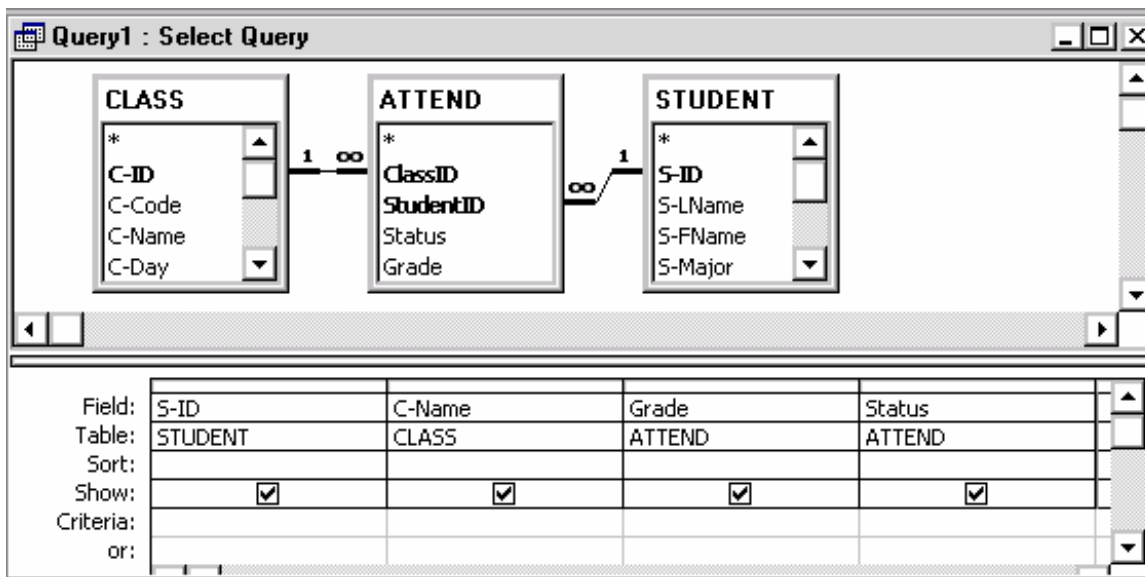 Query1 : Select Query
CLASS
*
C-ID
C-Code
C-Name
C-Day
1 ∞
ATTEND
*
ClassID
StudentID
Status
Grade
∞ 1
STUDENT
*
S-ID
S-LName
S-FName
S-Major
Field: S-ID C-Name Grade Status
Table: STUDENT CLASS ATTEND ATTEND
Sort:
Show:
Criteria:
or: